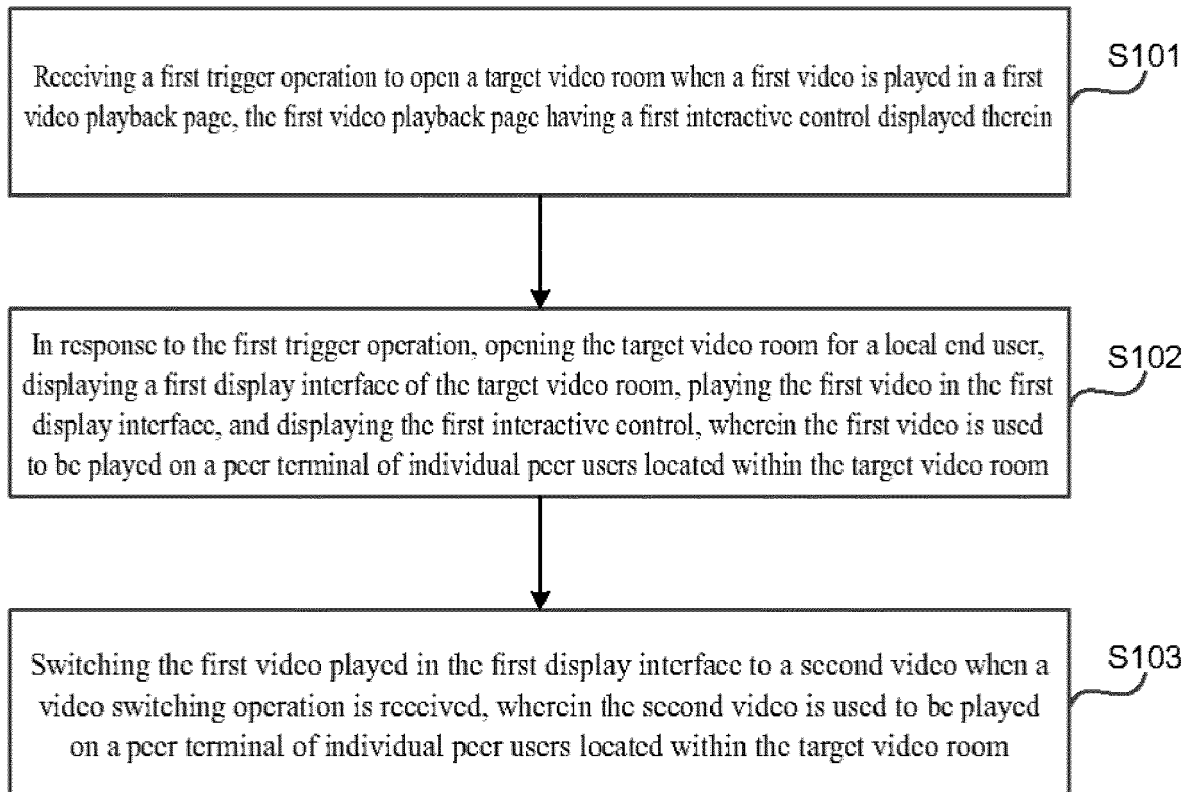 Receiving a first trigger operation to open a target video room when a first video is played in a first
video playback page, the first video playback page having a first interactive control displayed therein
S101
In response to the first trigger operation, opening the target video room for a local end user,
displaying a first display interface of the target video room, playing the first video in the first
display interface, and displaying the first interactive control, wherein the first video is used
to be played on a peer terminal of individual peer users located within the target video room
S102
Switching the first video played in the first display interface to a second video when a
video switching operation is received, wherein the second video is used to be played
on a peer terminal of individual peer users located within the target video room
S103